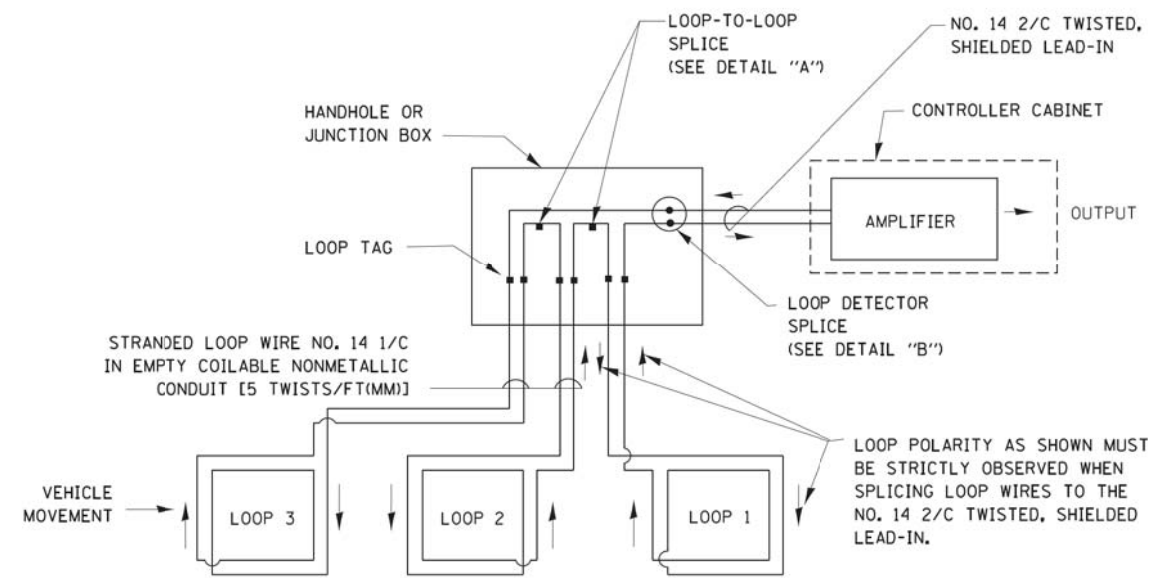 LOOP-TO-LOOP
SPLICE
(SEE DETAIL "A")
NO. 14 2/C TWISTED,
SHIELDED LEAD-IN
HANDHOLE OR
JUNCTION BOX
CONTROLLER CABINET
AMPLIFIER
OUTPUT
LOOP TAG
LOOP DETECTOR
SPLICE
(SEE DETAIL "B")
STRANDED LOOP WIRE NO. 14 1/C
IN EMPTY COILABLE NONMETALLIC
CONDUIT [5 TWISTS/FT(MM)]
LOOP POLARITY AS SHOWN MUST
BE STRICTLY OBSERVED WHEN
SPLICING LOOP WIRES TO THE
NO. 14 2/C TWISTED, SHIELDED
LEAD-IN.
VEHICLE
MOVEMENT
LOOP 3
LOOP 2
LOOP 1